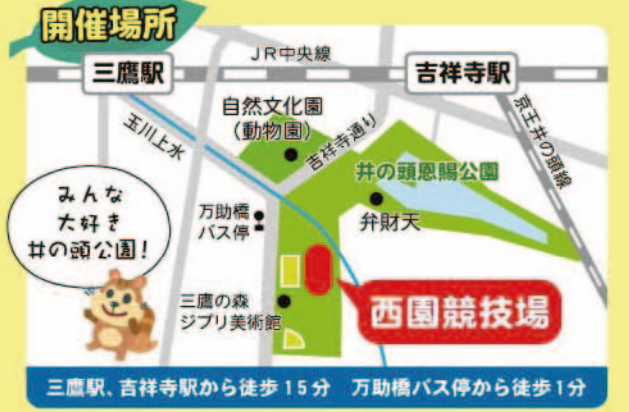 開催場所
JR中央線
三鷹駅
吉祥寺駅
自然文化園
(動物園)
玉川上水
吉祥寺通り
京王井の頭線
井の頭恩賜公園
みんな
大好き
井の頭公園!
万助橋
バス停
弁財天
三鷹の森
ジブリ美術館
西園競技場
三鷹駅、吉祥寺駅から徒歩15分 万助橋バス停から徒歩1分